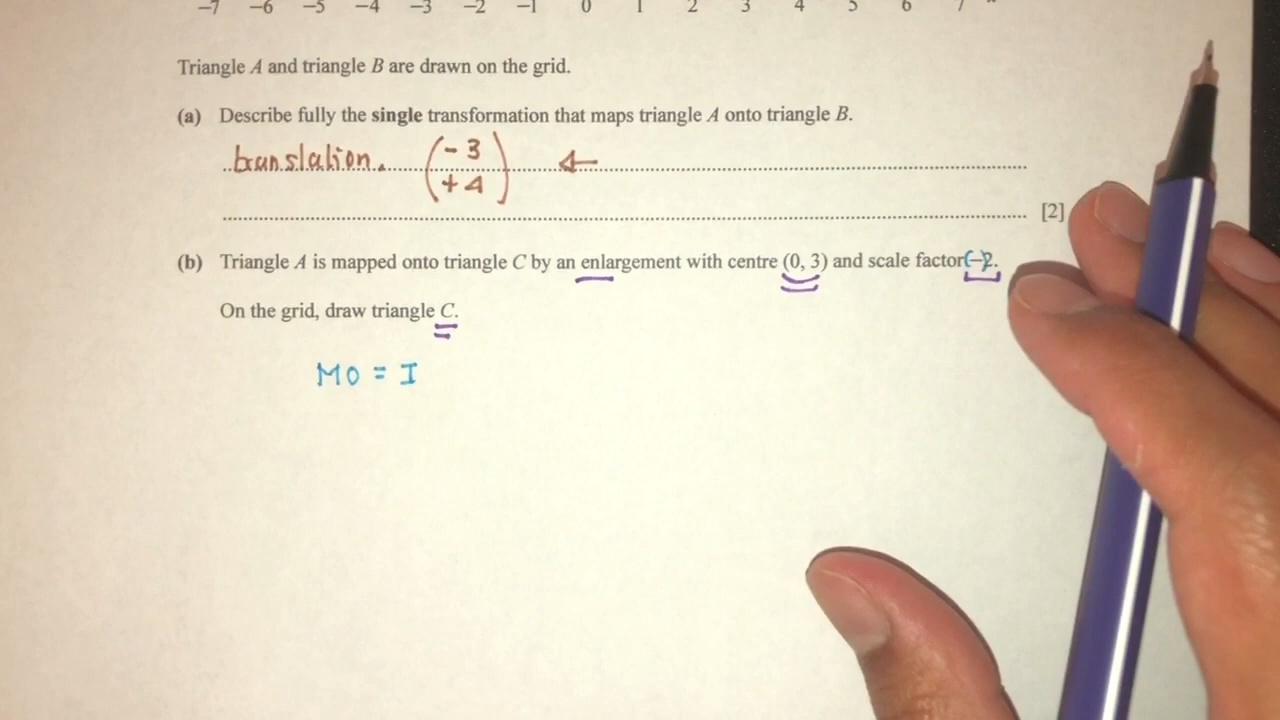 -7 -6 -5 -4 -3 -2 -1 0 1 2 3 4 5 6 7
Triangle A and triangle B are drawn on the grid.
(a) Describe fully the single transformation that maps triangle A onto triangle B.
translation. (-3 +4) ←
[2]
(b) Triangle A is mapped onto triangle C by an enlargement with centre (0, 3) and scale factor (-2.
On the grid, draw triangle C.
MO = I